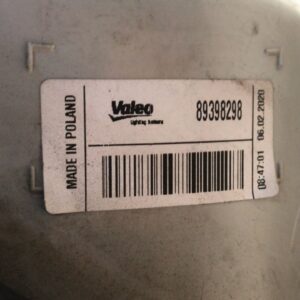 MADE IN POLAND
Valeo
Lighting Systems
89398298
08:47:01 06.02.2020